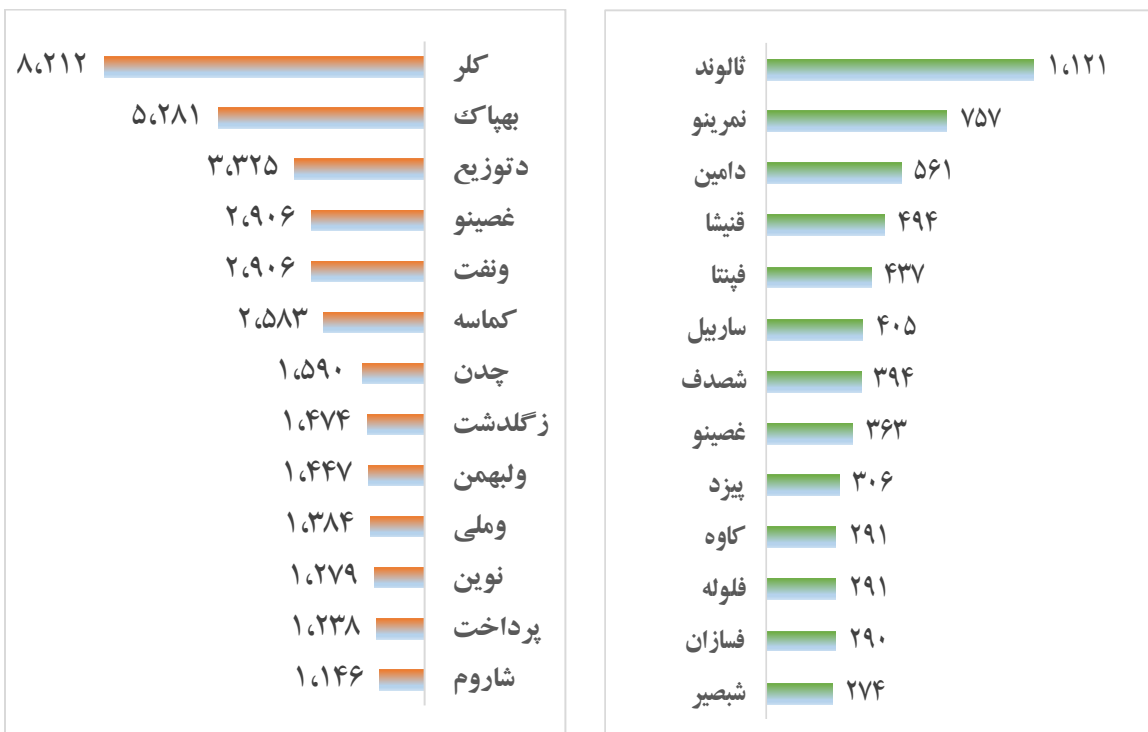 ثالوند ۱،۱۲۱
نمرینو ۷۵۷
دامین ۵۶۱
قنیشا ۴۹۴
فپنتا ۴۳۷
ساربیل ۴۰۵
شصدف ۳۹۴
غصینو ۳۶۳
پیزد ۳۰۶
کاوه ۲۹۱
فلوله ۲۹۱
فسازان ۲۹۰
شبصیر ۲۷۴
کلر ۸،۲۱۲
بهپاک ۵،۲۸۱
دتوزیع ۳،۳۲۵
غصینو ۲،۹۰۶
ونفت ۲،۹۰۶
کماسه ۲،۵۸۳
چدن ۱،۵۹۰
زگلدشت ۱،۴۷۴
ولبهمن ۱،۴۴۷
وملی ۱،۳۸۴
نوین ۱،۲۷۹
پرداخت ۱،۲۳۸
شاروم ۱،۱۴۶